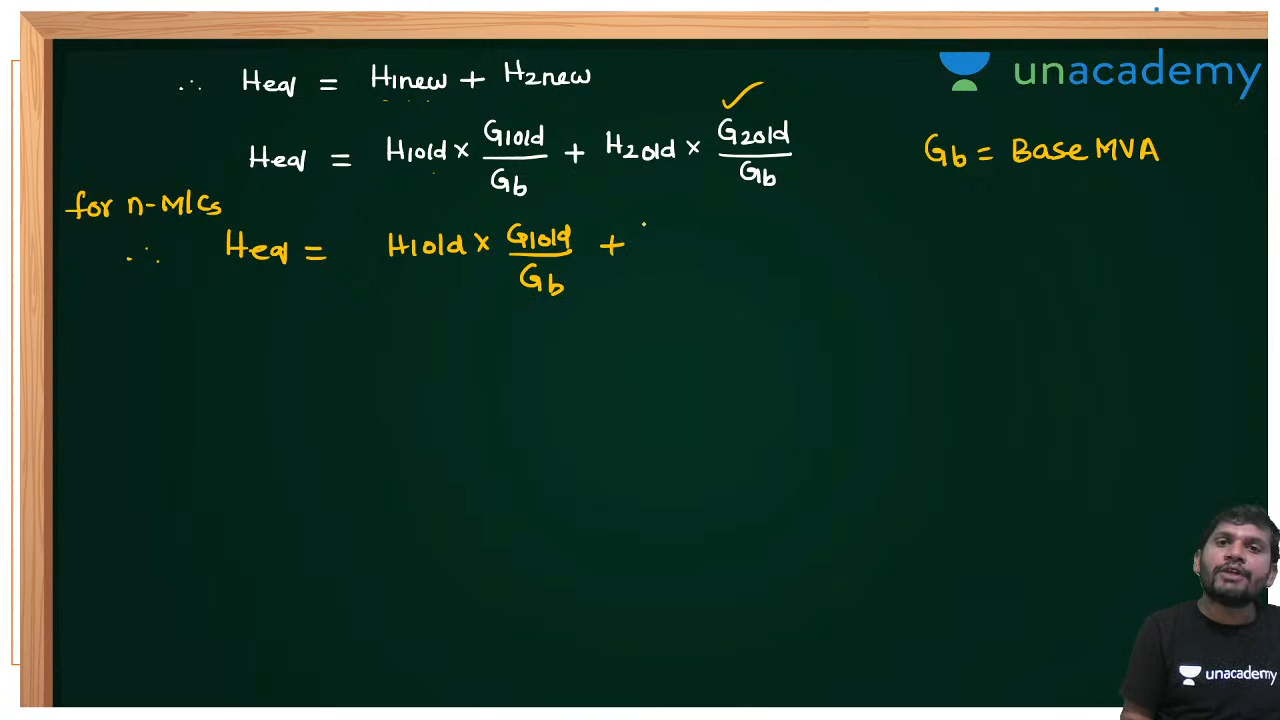 ∴ Heq = H1new + H2new
unacademy
Heq = H1old × G1old/Gb + H2old × G2old/Gb
Gb = Base MVA
for n-M/Cs
∴ Heq = H1old × G1old/Gb +
unacademy